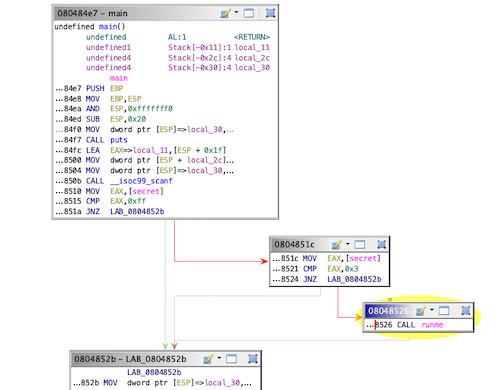 080484e7 - main
undefined main()
undefined AL:1 <RETURN>
undefined1 Stack[-0x11]:1 local_11
undefined4 Stack[-0x2c]:4 local_2c
undefined4 Stack[-0x30]:4 local_30
main
...84e7 PUSH EBP
...84e8 MOV EBP,ESP
...84ea AND ESP,0xfffffff0
...84ed SUB ESP,0x20
...84f0 MOV dword ptr [ESP]=>local_30,...
...84f7 CALL puts
...84fc LEA EAX=>local_11,[ESP + 0x1f]
...8500 MOV dword ptr [ESP + local_2c]...
...8504 MOV dword ptr [ESP]=>local_30,...
...850b CALL __isoc99_scanf
...8510 MOV EAX,[secret]
...8515 CMP EAX,0xff
...851a JNZ LAB_0804852b
0804851c
...851c MOV EAX,[secret]
...8521 CMP EAX,0x3
...8524 JNZ LAB_0804852b
08048526
...8526 CALL runme
0804852b - LAB_0804852b
LAB_0804852b
...852b MOV dword ptr [ESP]=>local_30,...